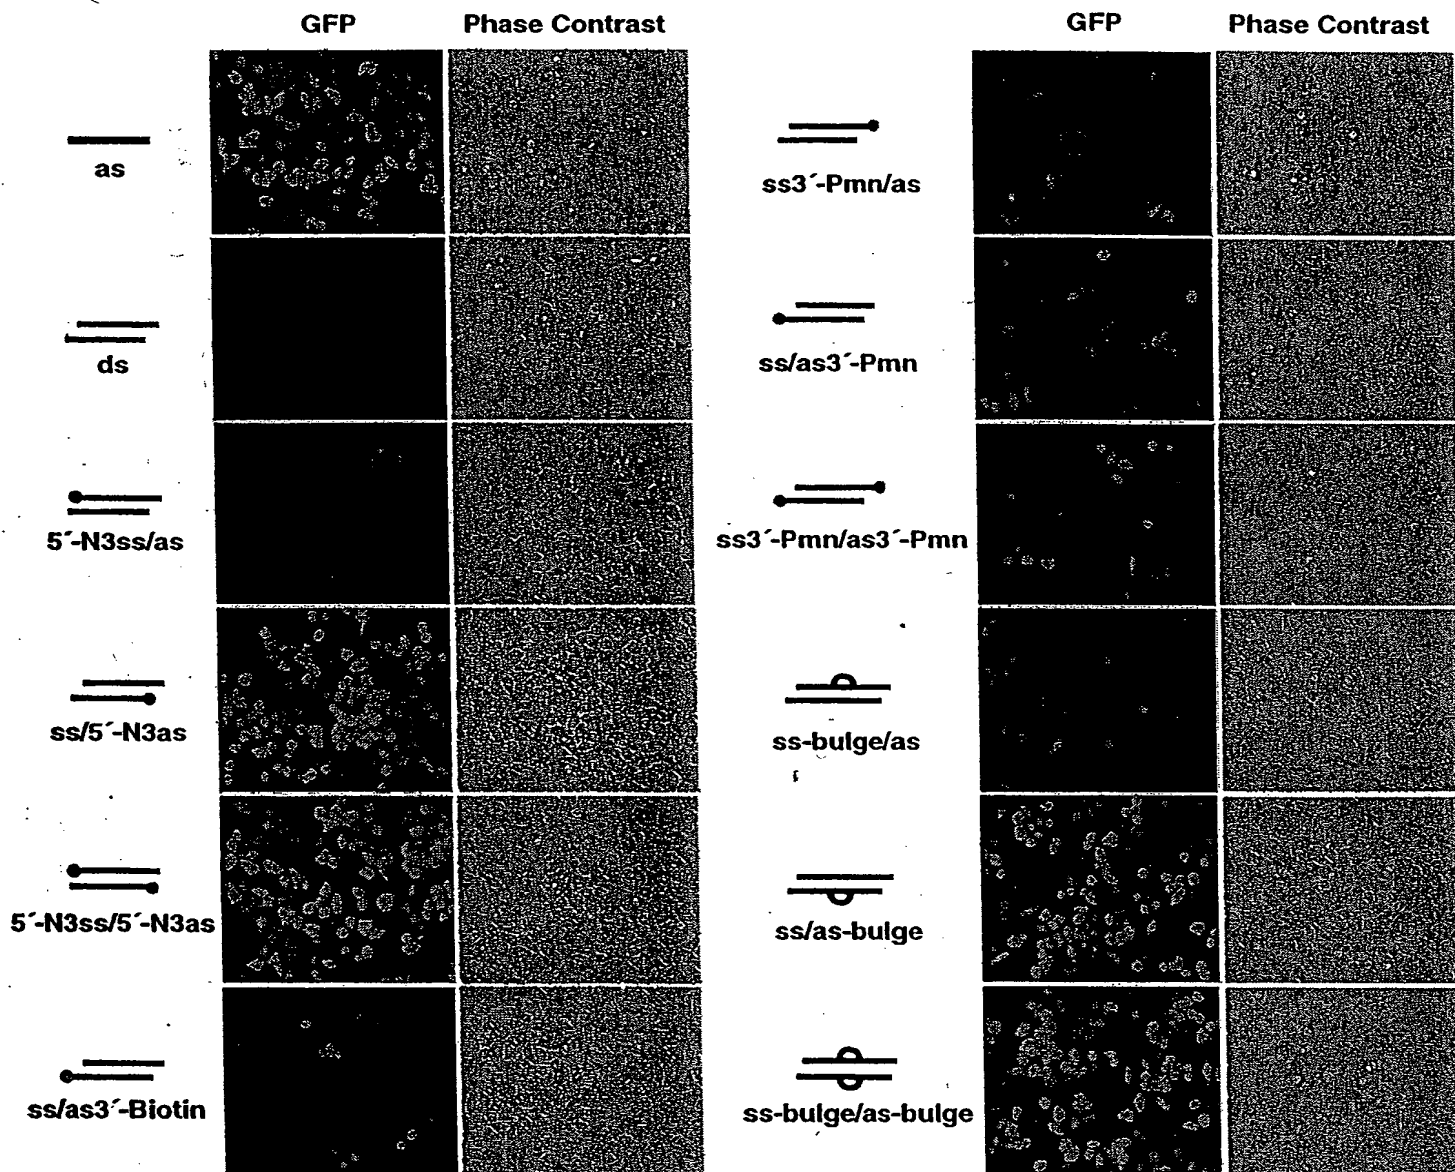 GFP Phase Contrast
as
ds
5´-N3ss/as
ss/5´-N3as
5´-N3ss/5´-N3as
ss/as3´-Biotin
GFP Phase Contrast
ss3´-Pmn/as
ss/as3´-Pmn
ss3´-Pmn/as3´-Pmn
ss-bulge/as
ss/as-bulge
ss-bulge/as-bulge